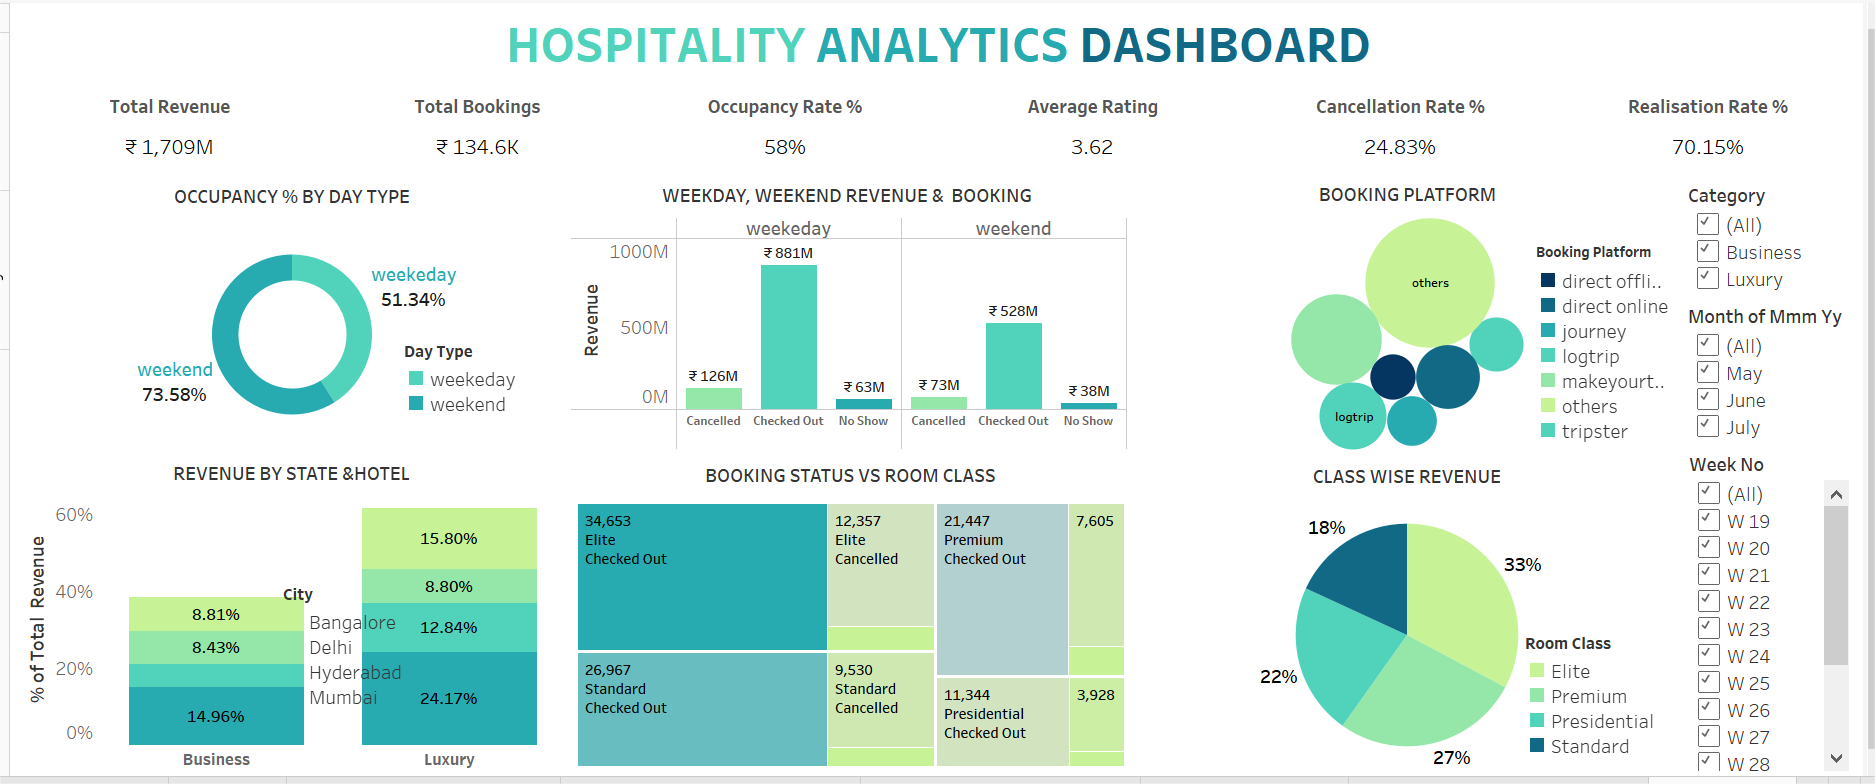 HOSPITALITY ANALYTICS DASHBOARD
Total Revenue
₹ 1,709M
Total Bookings
₹ 134.6K
Occupancy Rate %
58%
Average Rating
3.62
Cancellation Rate %
24.83%
Realisation Rate %
70.15%
OCCUPANCY % BY DAY TYPE
weekeday
51.34%
weekend
73.58%
Day Type
weekeday
weekend
WEEKDAY, WEEKEND REVENUE & BOOKING
weekeday
weekend
Revenue
1000M
500M
0M
₹ 126M
₹ 881M
₹ 63M
₹ 73M
₹ 528M
₹ 38M
Cancelled
Checked Out
No Show
Cancelled
Checked Out
No Show
BOOKING PLATFORM
others
logtrip
Booking Platform
direct offli..
direct online
journey
logtrip
makeyourt..
others
tripster
Category
(All)
Business
Luxury
Month of Mmm Yy
(All)
May
June
July
Week No
(All)
W 19
W 20
W 21
W 22
W 23
W 24
W 25
W 26
W 27
W 28
REVENUE BY STATE &HOTEL
% of Total Revenue
60%
40%
20%
0%
8.81%
8.43%
14.96%
15.80%
8.80%
12.84%
24.17%
Business
Luxury
City
Bangalore
Delhi
Hyderabad
Mumbai
BOOKING STATUS VS ROOM CLASS
34,653
Elite
Checked Out
12,357
Elite
Cancelled
26,967
Standard
Checked Out
9,530
Standard
Cancelled
21,447
Premium
Checked Out
7,605
11,344
Presidential
Checked Out
3,928
CLASS WISE REVENUE
18%
33%
22%
27%
Room Class
Elite
Premium
Presidential
Standard